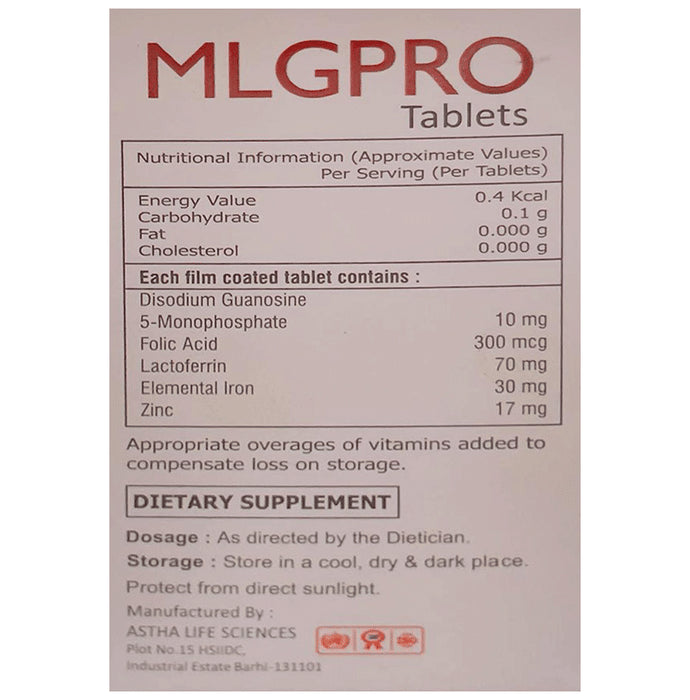 MLGPRO
Tablets
Nutritional Information (Approximate Values)
Per Serving (Per Tablets)
Energy Value 0.4 Kcal
Carbohydrate 0.1 g
Fat 0.000 g
Cholesterol 0.000 g
Each film coated tablet contains :
Disodium Guanosine
5-Monophosphate 10 mg
Folic Acid 300 mcg
Lactoferrin 70 mg
Elemental Iron 30 mg
Zinc 17 mg
Appropriate overages of vitamins added to
compensate loss on storage.
DIETARY SUPPLEMENT
Dosage : As directed by the Dietician.
Storage : Store in a cool, dry & dark place.
Protect from direct sunlight.
Manufactured By :
ASTHA LIFE SCIENCES
Plot No.15 HSIIDC,
Industrial Estate Barhi-131101